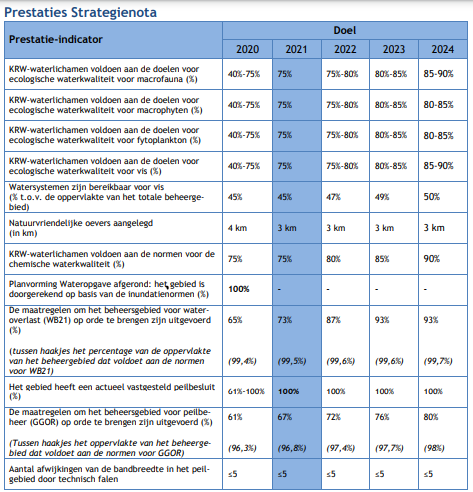 Prestaties Strategienota
Prestatie-indicator
Doel
2020 2021 2022 2023 2024
KRW-waterlichamen voldoen aan de doelen voor
ecologische waterkwaliteit voor macrofauna (%)
40%-75% 75% 75%-80% 80%-85% 85-90%
KRW-waterlichamen voldoen aan de doelen voor
ecologische waterkwaliteit voor macrophyten (%)
40%-75% 75% 75%-80% 80%-85% 80-85%
KRW-waterlichamen voldoen aan de doelen voor
ecologische waterkwaliteit voor fytoplankton (%)
40%-75% 75% 75%-80% 80%-85% 80-85%
KRW-waterlichamen voldoen aan de doelen voor
ecologische waterkwaliteit voor vis (%)
40%-75% 75% 75%-80% 80%-85% 85-90%
Watersystemen zijn bereikbaar voor vis
(% t.o.v. de oppervlakte van het totale beheerge-
bied)
45% 45% 47% 49% 50%
Natuurvriendelijke oevers aangelegd
(in km)
4 km 3 km 3 km 3 km 3 km
KRW-waterlichamen voldoen aan de normen voor de
chemische waterkwaliteit (%)
75% 75% 80% 85% 90%
Planvorming Wateropgave afgerond: het gebied is
doorgerekend op basis van de inundatienormen (%)
100% - - - -
De maatregelen om het beheersgebied voor water-
overlast (WB21) op orde te brengen zijn uitgevoerd
(%)
65% 73% 87% 93% 93%
(tussen haakjes het percentage van de oppervlakte
van het beheergebied dat voldoet aan de normen
voor WB21)
(99,4%) (99,5%) (99,6%) (99,6%) (99,7%)
Het gebied heeft een actueel vastgesteld peilbesluit
(%)
61%-100% 100% 100% 100% 100%
De maatregelen om het beheersgebied voor peilbe-
heer (GGOR) op orde te brengen zijn uitgevoerd (%)
61% 67% 72% 76% 80%
(Tussen haakjes het oppervlakte van het beheerge-
bied dat voldoet aan de normen voor GGOR)
(96,3%) (96,8%) (97,4%) (97,7%) (98%)
Aantal afwijkingen van de bandbreedte in het peil-
gebied door technisch falen
≤5 ≤5 ≤5 ≤5 ≤5